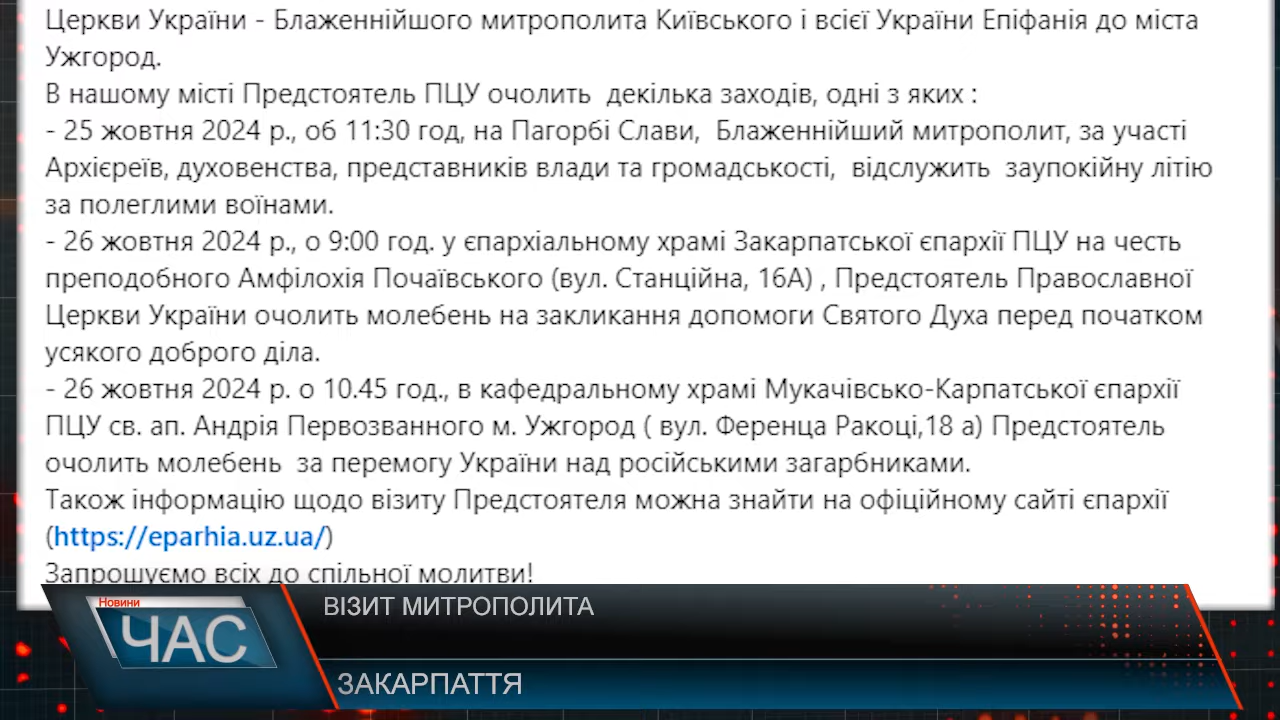 Церкви України - Блаженнійшого митрополита Київського і всієї України Епіфанія до міста
Ужгород.
В нашому місті Предстоятель ПЦУ очолить  декілька заходів, одні з яких :
- 25 жовтня 2024 р., об 11:30 год, на Пагорбі Слави,  Блаженнійший митрополит, за участі
Архієреїв, духовенства, представників влади та громадськості,  відслужить  заупокійну літію
за полеглими воїнами.
- 26 жовтня 2024 р., о 9:00 год. у єпархіальному храмі Закарпатської єпархії ПЦУ на честь
преподобного Амфілохія Почаївського (вул. Станційна, 16А) , Предстоятель Православної
Церкви України очолить молебень на закликання допомоги Святого Духа перед початком
усякого доброго діла.
- 26 жовтня 2024 р. о 10.45 год., в кафедральному храмі Мукачівсько-Карпатської єпархії
ПЦУ св. ап. Андрія Первозванного м. Ужгород ( вул. Ференца Ракоці,18 а) Предстоятель
очолить молебень  за перемогу України над російськими загарбниками.
Також інформацію щодо візиту Предстоятеля можна знайти на офіційному сайті єпархії
(https://eparhia.uz.ua/)
Запрошуємо всіх до спільної молитви!
Новини
ЧАС
ВІЗИТ МИТРОПОЛИТА
ЗАКАРПАТТЯ